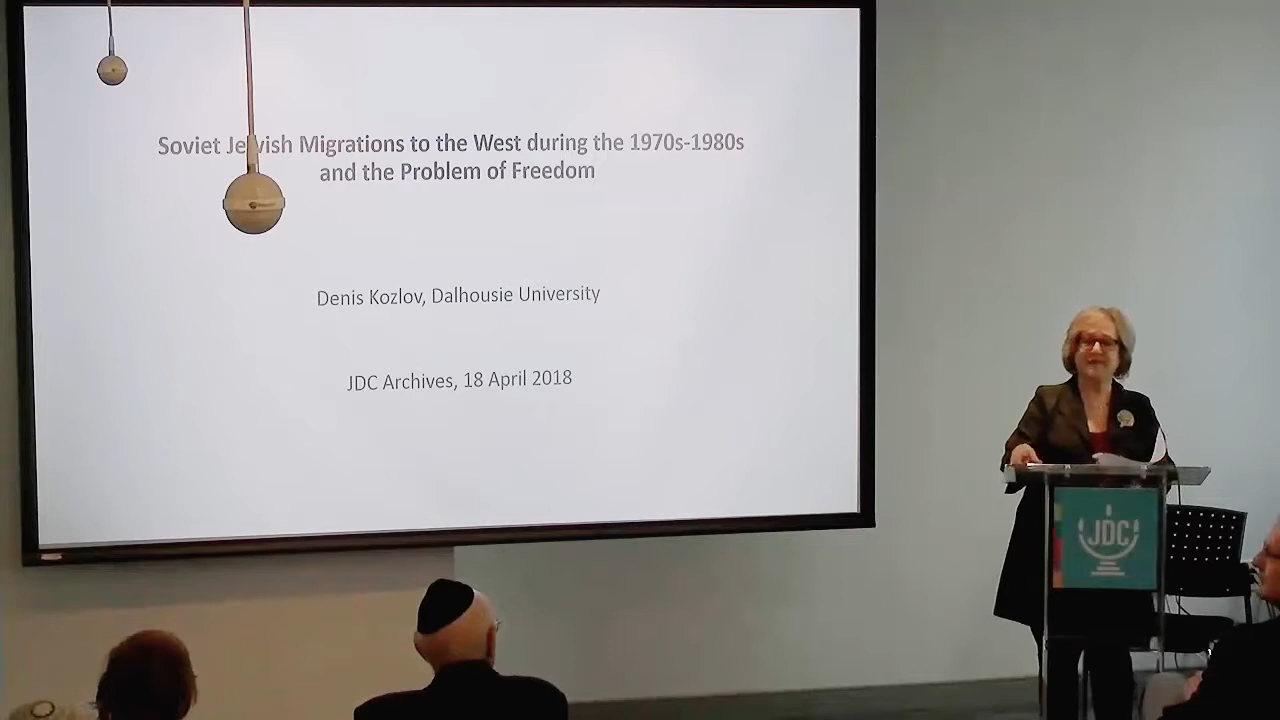 Soviet Jewish Migrations to the West during the 1970s-1980s
and the Problem of Freedom
Denis Kozlov, Dalhousie University
JDC Archives, 18 April 2018
JDC